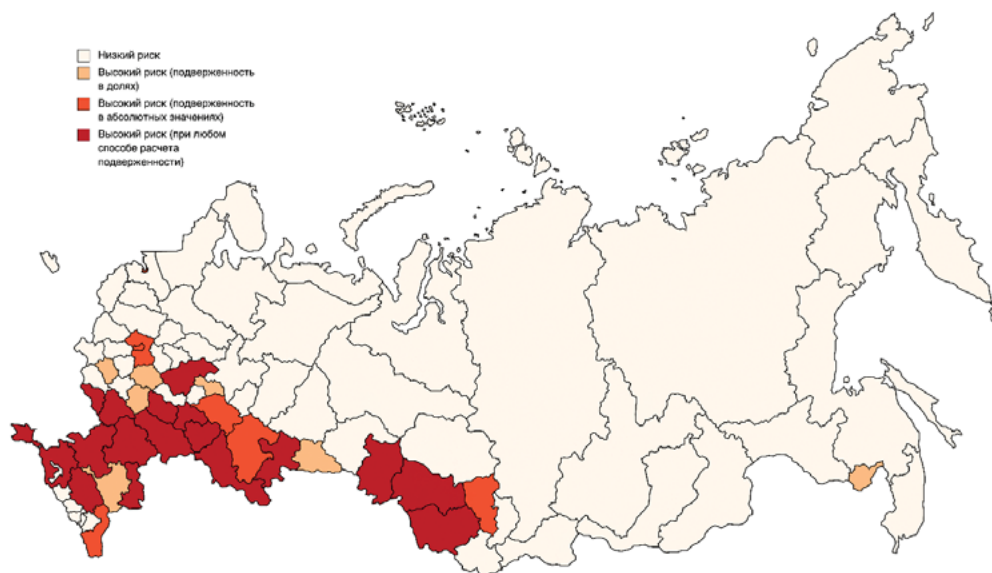 Низкий риск
Высокий риск (подверженность
в долях)
Высокий риск (подверженность
в абсолютных значениях)
Высокий риск (при любом
способе расчета
подверженности)